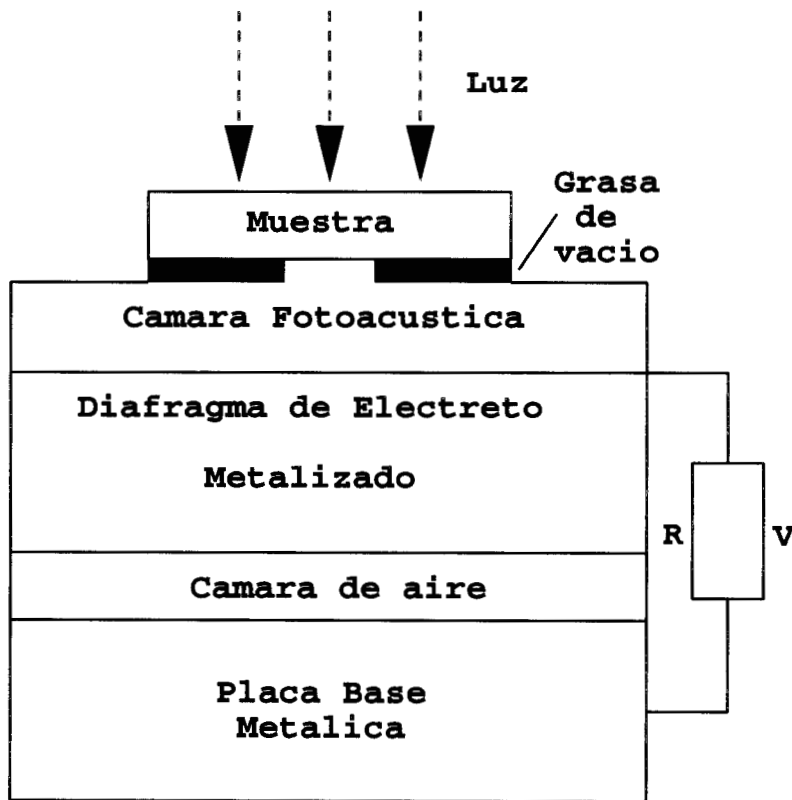 Luz
Grasa
de
vacio
Muestra
Camara Fotoacustica
Diafragma de Electreto
Metalizado
R
V
Camara de aire
Placa Base
Metalica